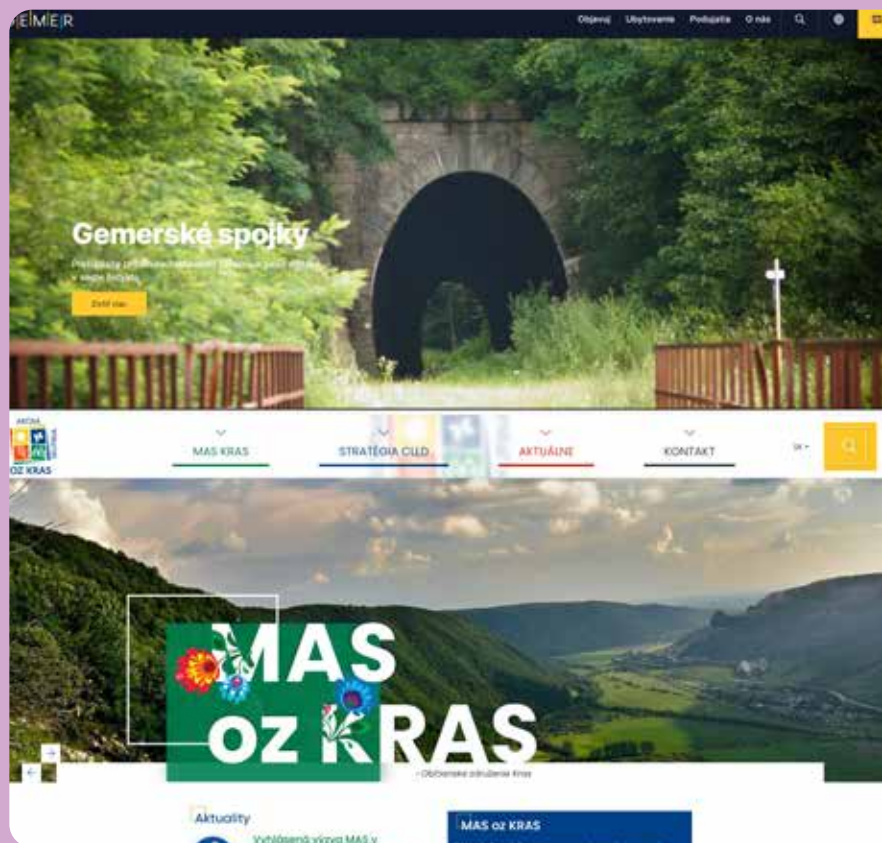 EMER
Objavuj Ubytovanie Podujatia O nás
Gemerské spojky
Zistiť viac
OZ KRAS
MAS KRAS
STRATÉGIA CLLD
AKTUÁLNE
KONTAKT
SK
MAS
oz KRAS
- Občianske združenie Kras
Aktuality
MAS oz KRAS
Vyhlásená výzva MAS v